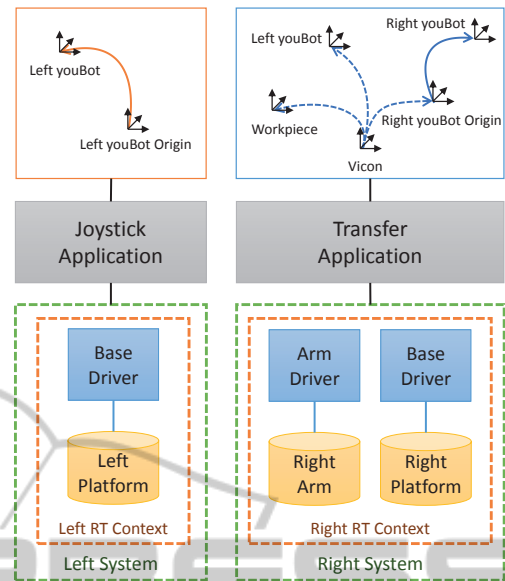 Left youBot
Left youBot Origin
Left youBot
Right youBot
Workpiece
Right youBot Origin
Vicon
Joystick
Application
Transfer
Application
Base
Driver
Arm
Driver
Base
Driver
Left
Platform
Right
Arm
Right
Platform
Left RT Context
Right RT Context
Left System
Right System